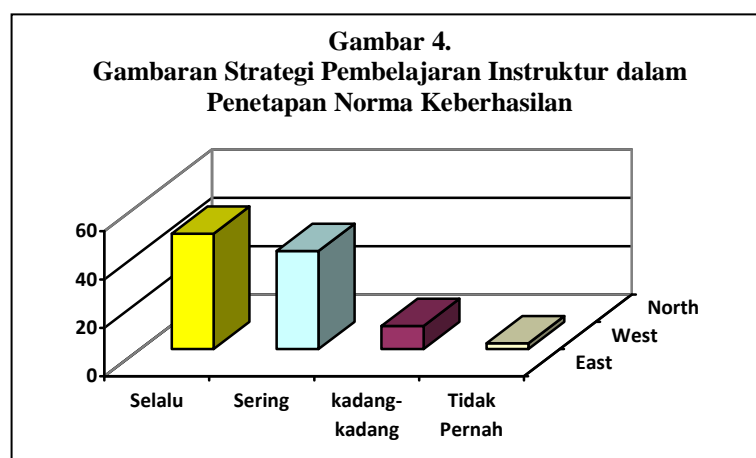 Gambar 4.
Gambaran Strategi Pembelajaran Instruktur dalam
Penetapan Norma Keberhasilan
60
40
20
0
North
West
East
Selalu
Sering
kadang-
kadang
Tidak
Pernah